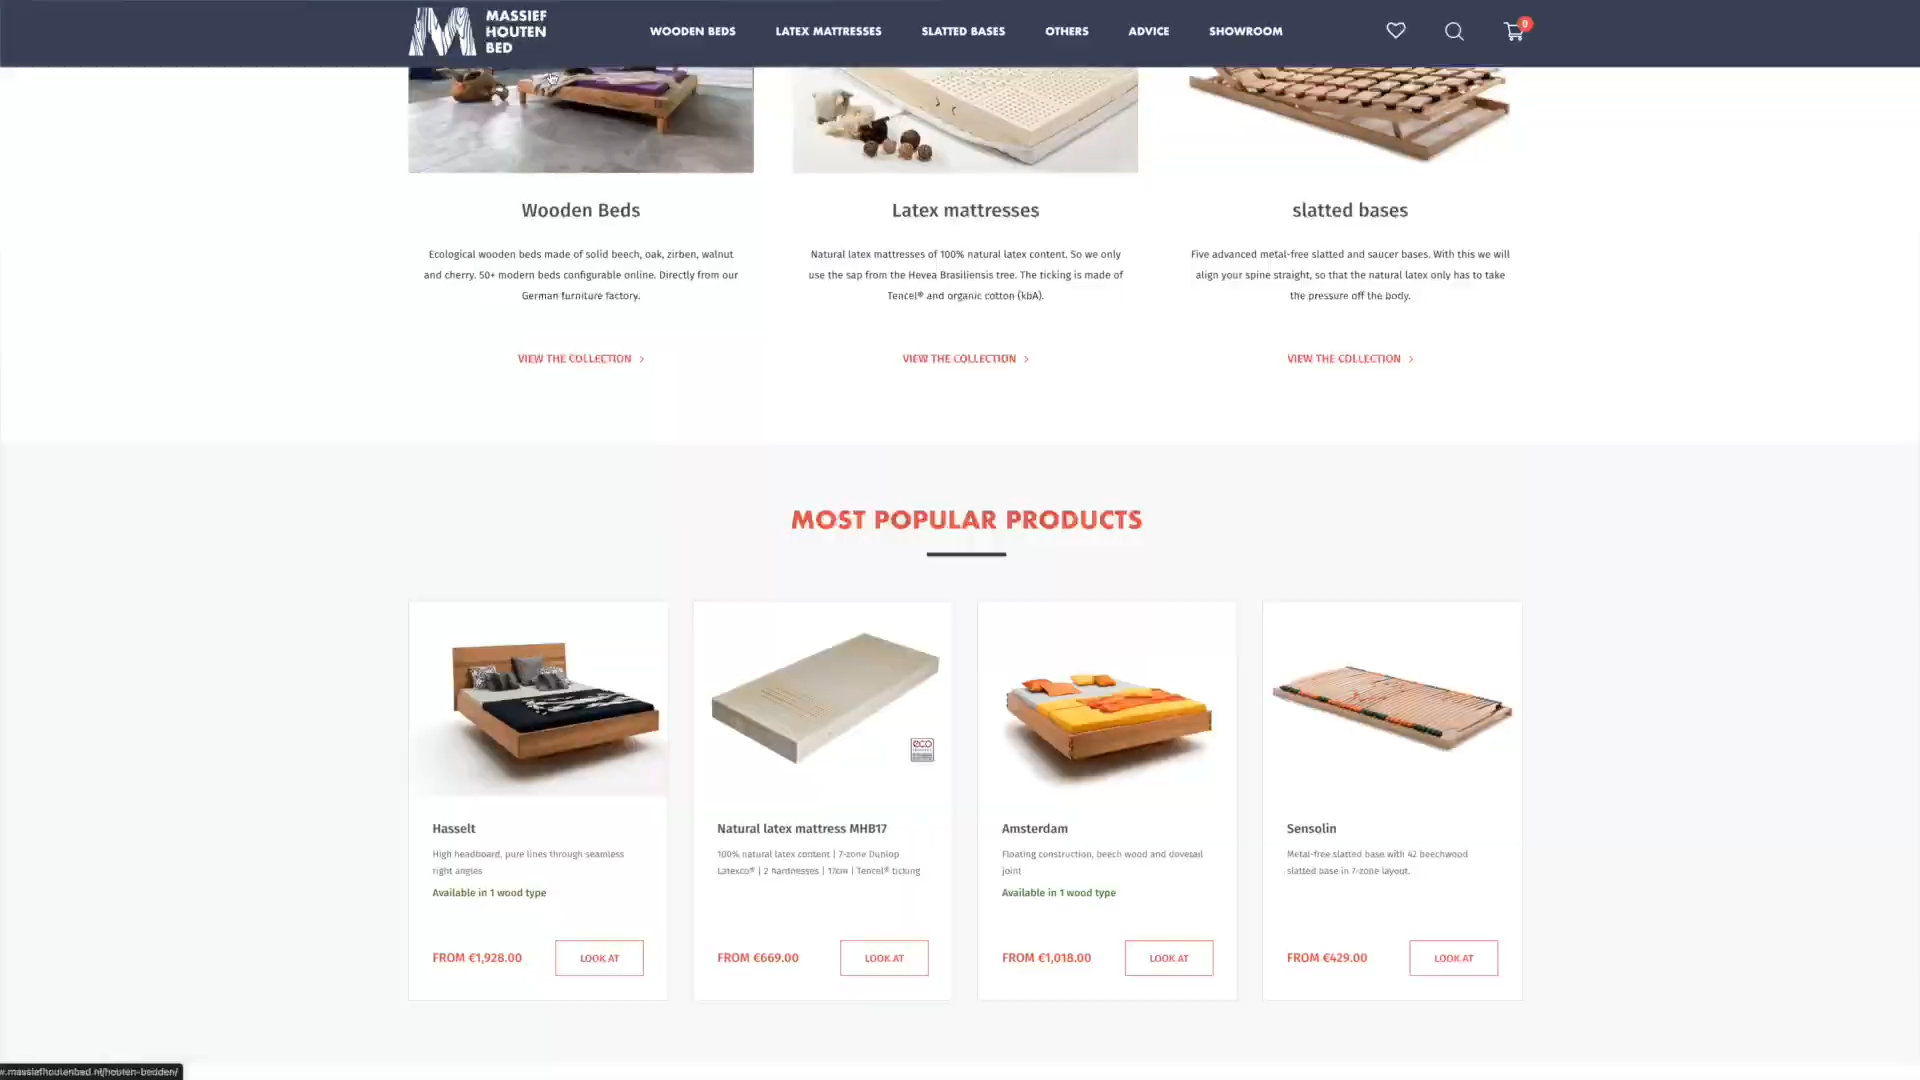 MASSIEF
HOUTEN
BED
WOODEN BEDS
LATEX MATTRESSES
SLATTED BASES
OTHERS
ADVICE
SHOWROOM
0
Wooden Beds
Ecological wooden beds made of solid beech, oak, zirben, walnut
and cherry. 50+ modern beds configurable online. Directly from our
German furniture factory.
VIEW THE COLLECTION
Latex mattresses
Natural latex mattresses of 100% natural latex content. So we only
use the sap from the Hevea Brasiliensis tree. The ticking is made of
Tencel® and organic cotton (kbA).
VIEW THE COLLECTION
slatted bases
Five advanced metal-free slatted and saucer bases. With this we will
align your spine straight, so that the natural latex only has to take
the pressure off the body.
VIEW THE COLLECTION
MOST POPULAR PRODUCTS
Hasselt
High headboard, pure lines through seamless
right angles
Available in 1 wood type
FROM €1,928.00
LOOK AT
eco
Natural latex mattress MHB17
100% natural latex content | 7-zone Dunlop
Latexco® | 2 hardnesses | 17cm | Tencel® ticking
FROM €669.00
LOOK AT
Amsterdam
Floating construction, beech wood and dovetail
joint
Available in 1 wood type
FROM €1,018.00
LOOK AT
Sensolin
Metal-free slatted base with 42 beechwood
slatted base in 7-zone layout.
FROM €429.00
LOOK AT
w.massiefhoutenbed.nl/houten-bedden/